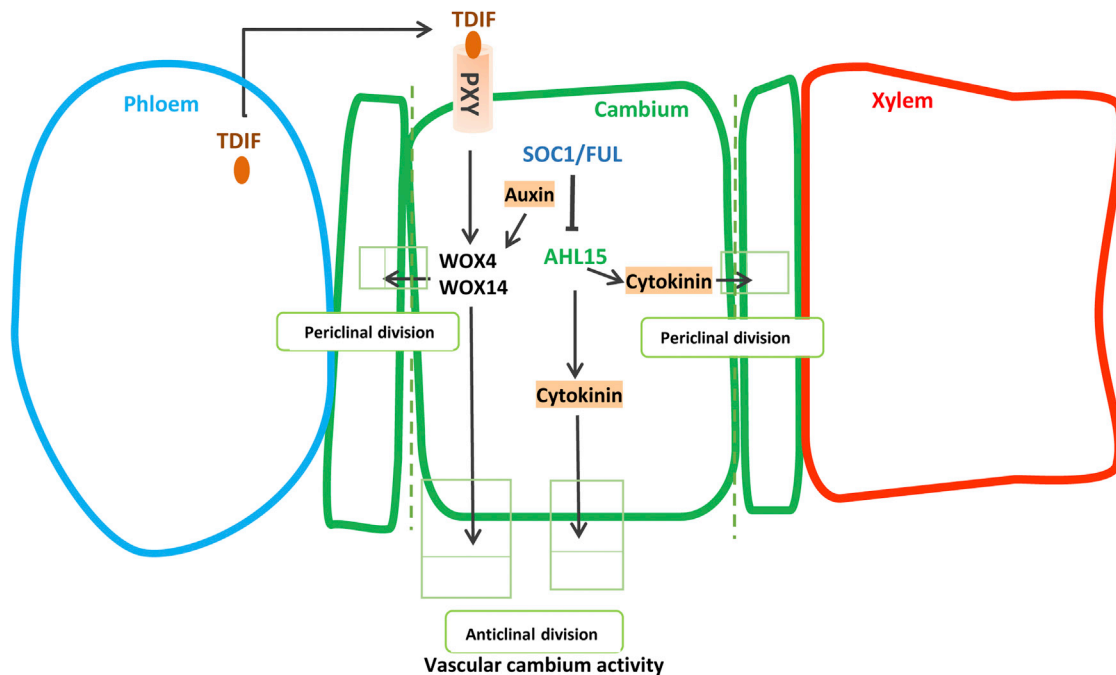 TDIF
PXY
Phloem
TDIF
Cambium
Xylem
SOC1/FUL
Auxin
AHL15
WOX4
WOX14
Cytokinin
Periclinal division
Periclinal division
Cytokinin
Anticlinal division
Vascular cambium activity